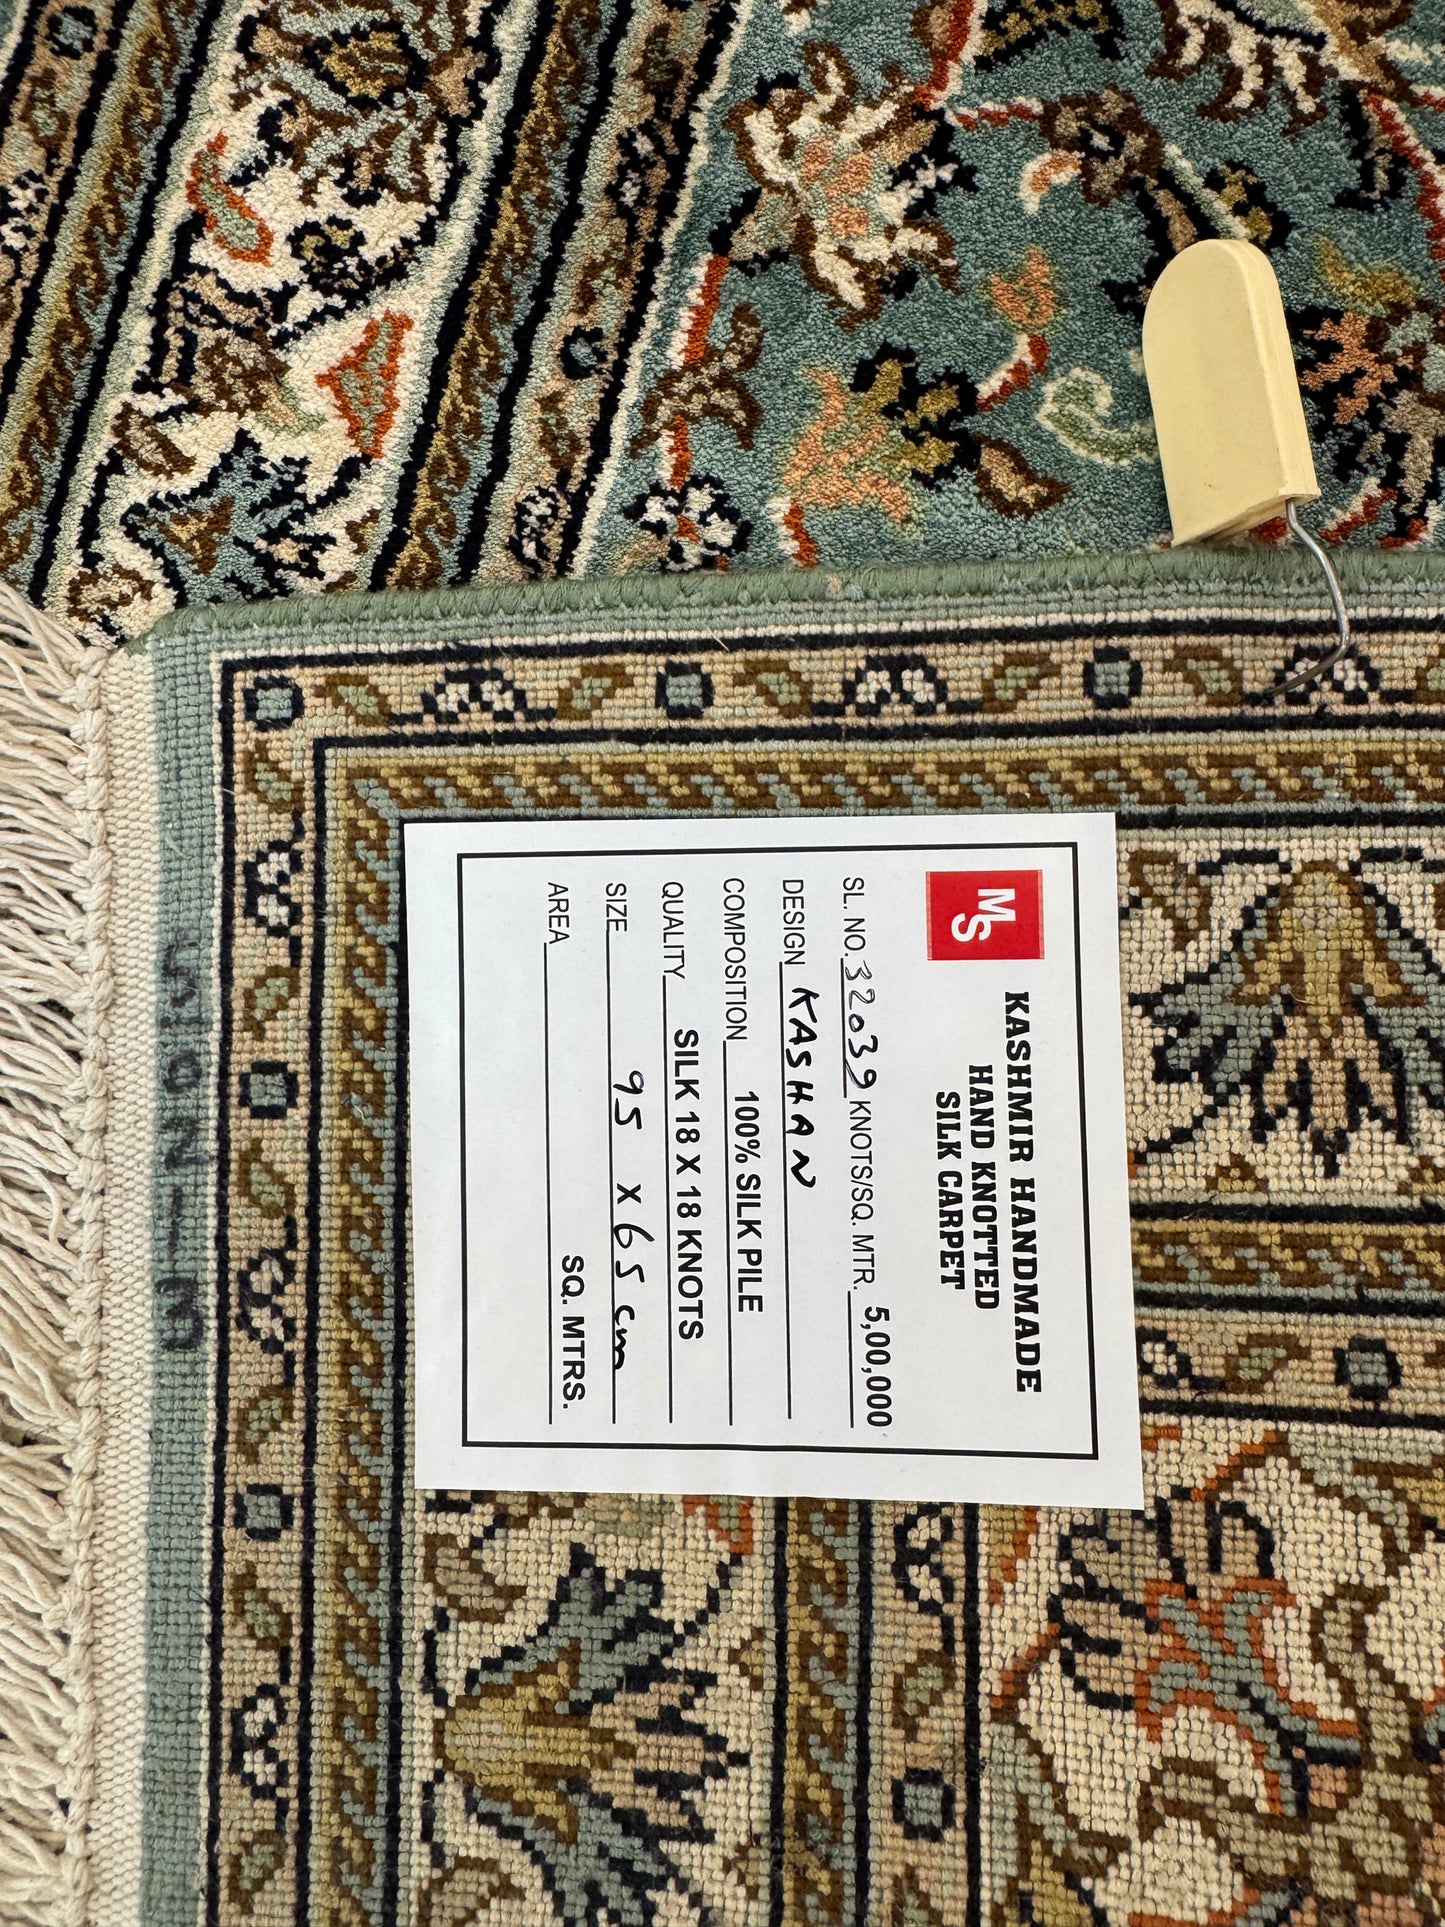 MS
KASHMIR HANDMADE
HAND KNOTTED
SILK CARPET
SL. NO. 32039 KNOTS/SQ. MTR. 5,00,000
DESIGN KASHAN
COMPOSITION 100% SILK PILE
QUALITY SILK 18 X 18 KNOTS
SIZE 95 X 65 cm
AREA SQ. MTRS.